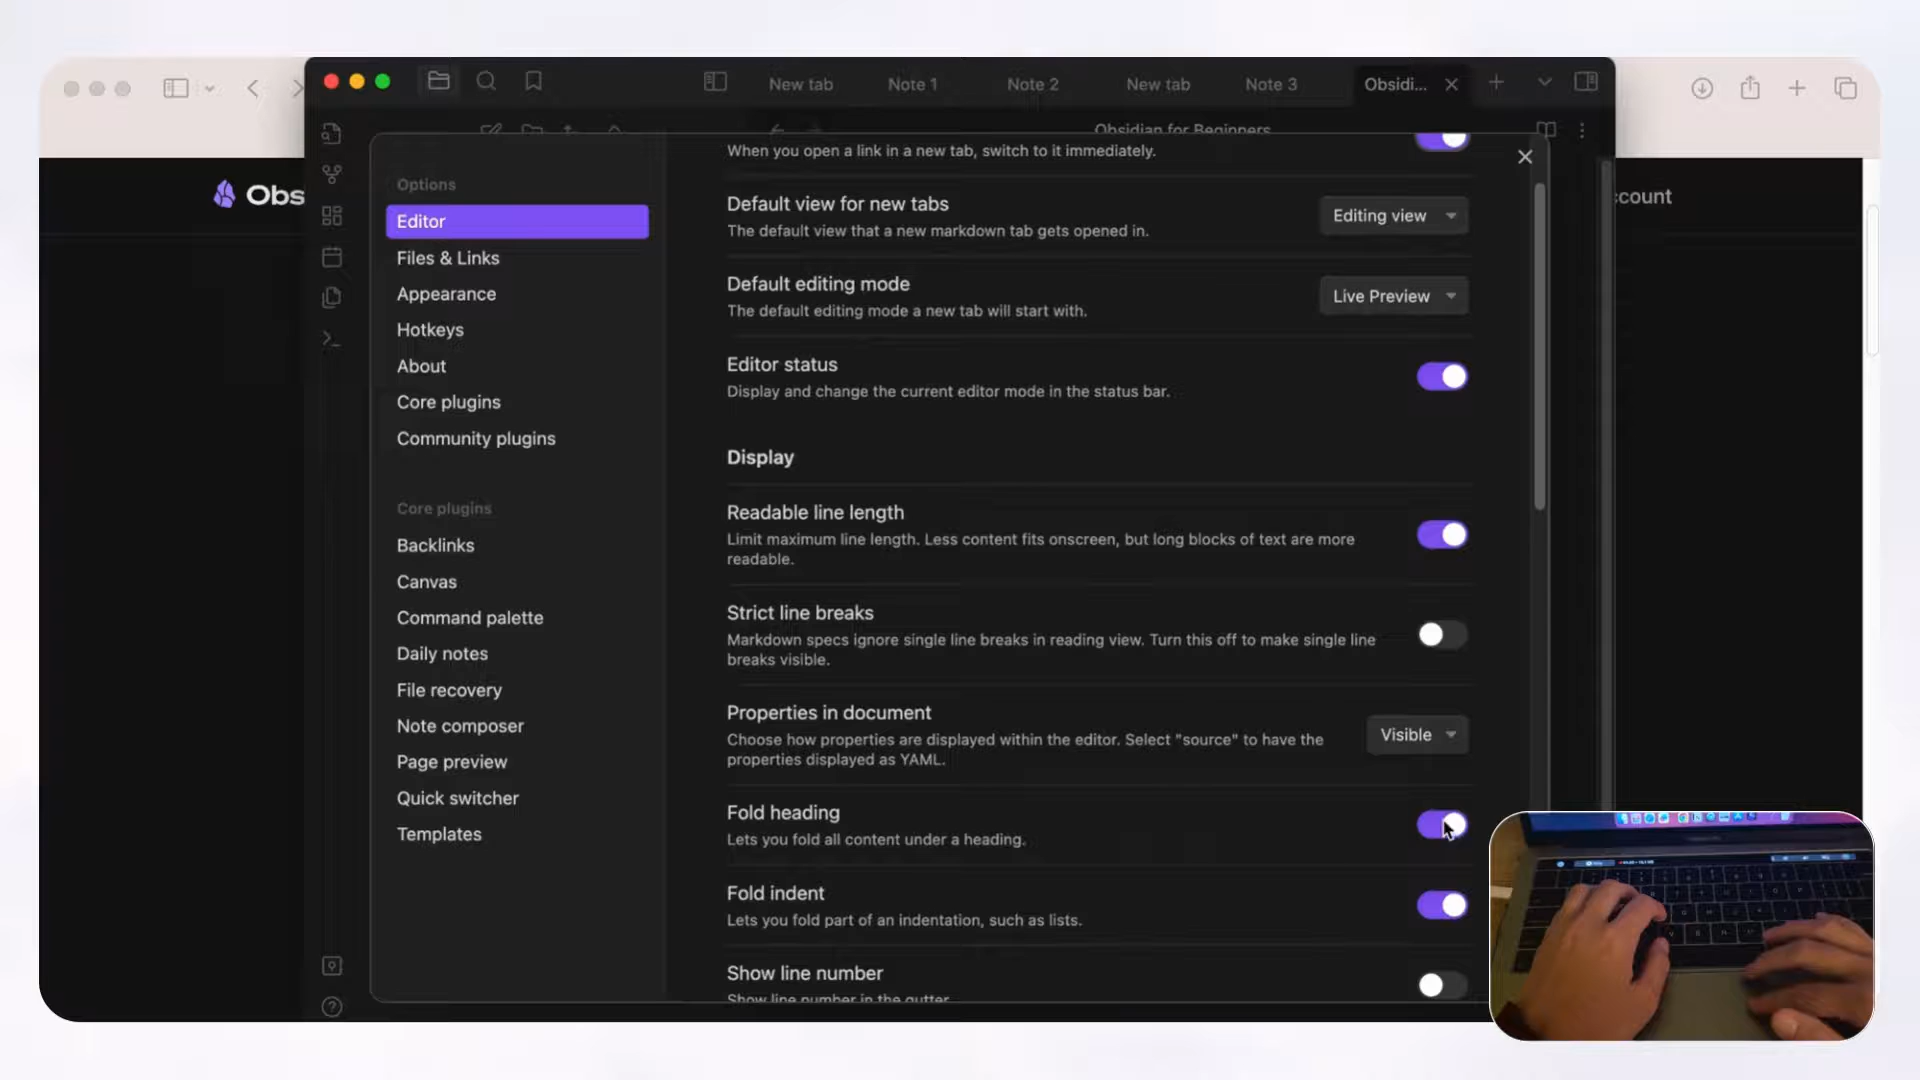 New tab
Note 1
Note 2
New tab
Note 3
Obsidi...
Obsidian for Beginners
Obs
ccount
Options
Editor
Files & Links
Appearance
Hotkeys
About
Core plugins
Community plugins
Core plugins
Backlinks
Canvas
Command palette
Daily notes
File recovery
Note composer
Page preview
Quick switcher
Templates
When you open a link in a new tab, switch to it immediately.
Default view for new tabs
The default view that a new markdown tab gets opened in.
Editing view
Default editing mode
The default editing mode a new tab will start with.
Live Preview
Editor status
Display and change the current editor mode in the status bar.
Display
Readable line length
Limit maximum line length. Less content fits onscreen, but long blocks of text are more
readable.
Strict line breaks
Markdown specs ignore single line breaks in reading view. Turn this off to make single line
breaks visible.
Properties in document
Choose how properties are displayed within the editor. Select "source" to have the
properties displayed as YAML.
Visible
Fold heading
Lets you fold all content under a heading.
Fold indent
Lets you fold part of an indentation, such as lists.
Show line number
Show line number in the gutter